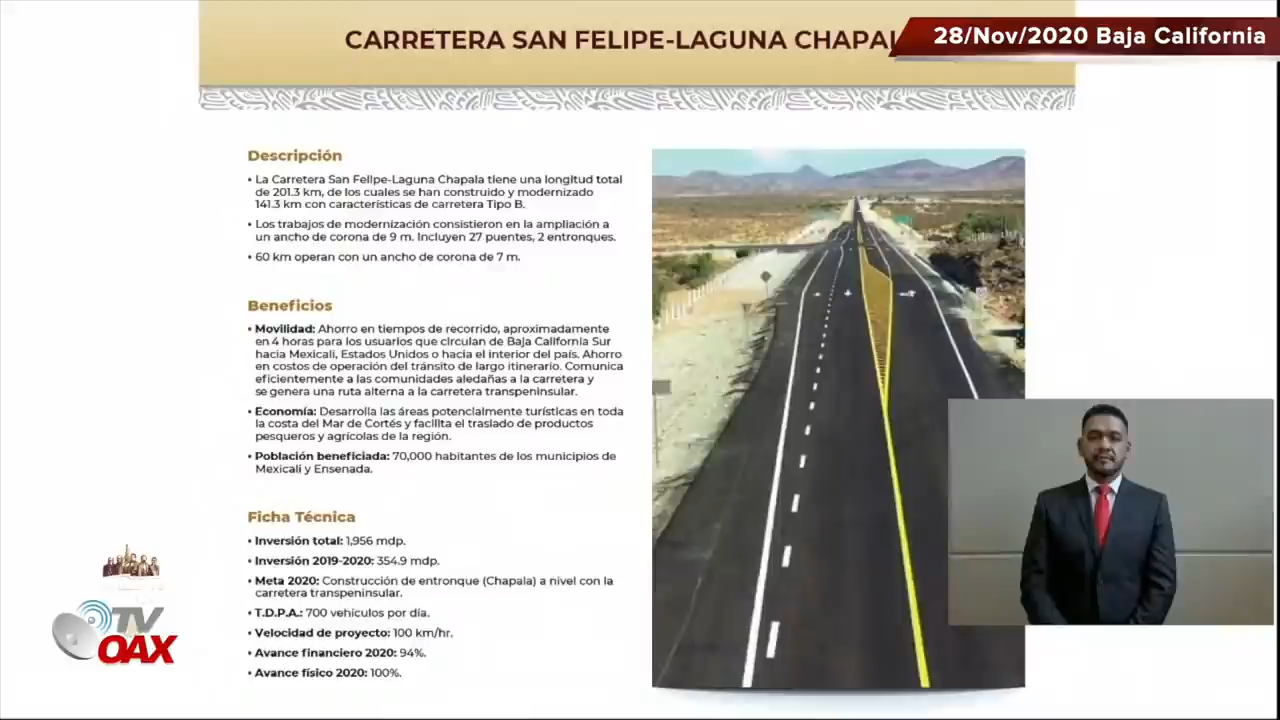 CARRETERA SAN FELIPE-LAGUNA
28/Nov/2020 Baja California
Descripción
• La Carretera San Felipe-Laguna Chapala tiene una longitud total
de 201.3 km, de los cuales se han construido y modernizado
141.3 km con características de carretera Tipo B.
• Los trabajos de modernización consistieron en la ampliación a
un ancho de corona de 9 m. Incluyen 27 puentes, 2 entronques.
• 60 km operan con un ancho de corona de 7 m.
Beneficios
• Movilidad: Ahorro en tiempos de recorrido, aproximadamente
en 4 horas para los usuarios que circulan de Baja California Sur
hacia Mexicali, Estados Unidos o hacia el interior del país. Ahorro
en costos de operación del tránsito de largo itinerario. Comunica
eficientemente a las comunidades aledañas a la carretera y
se genera una ruta alterna a la carretera transpeninsular.
• Economía: Desarrolla las áreas potencialmente turísticas en toda
la costa del Mar de Cortés y facilita el traslado de productos
pesqueros y agrícolas de la región.
• Población beneficiada: 70,000 habitantes de los municipios de
Mexicali y Ensenada.
Ficha Técnica
• Inversión total: 1,956 mdp.
• Inversión 2019-2020: 354.9 mdp.
• Meta 2020: Construcción de entronque (Chapala) a nivel con la
carretera transpeninsular.
• T.D.P.A.: 700 vehículos por día.
• Velocidad de proyecto: 100 km/hr.
• Avance financiero 2020: 94%.
• Avance físico 2020: 100%.
TV
OAX